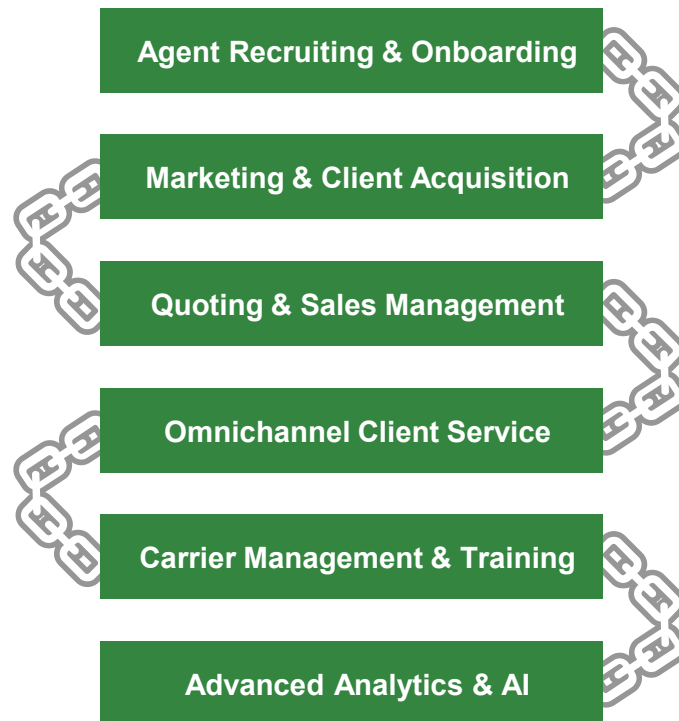 Agent Recruiting & Onboarding
Marketing & Client Acquisition
Quoting & Sales Management
Omnichannel Client Service
Carrier Management & Training
Advanced Analytics & AI